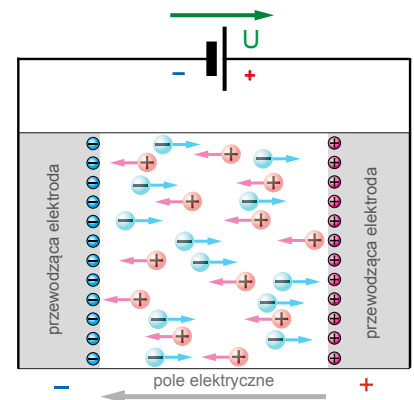 U
− +
przewodząca elektroda
przewodząca elektroda
− pole elektryczne +